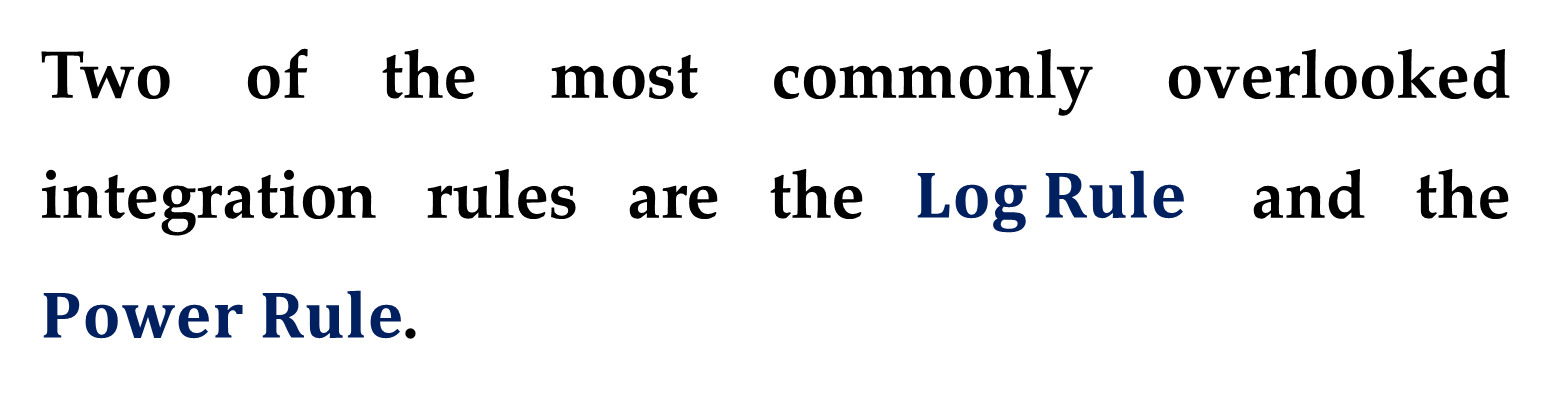 Two of the most commonly overlooked
integration rules are the Log Rule and the
Power Rule.